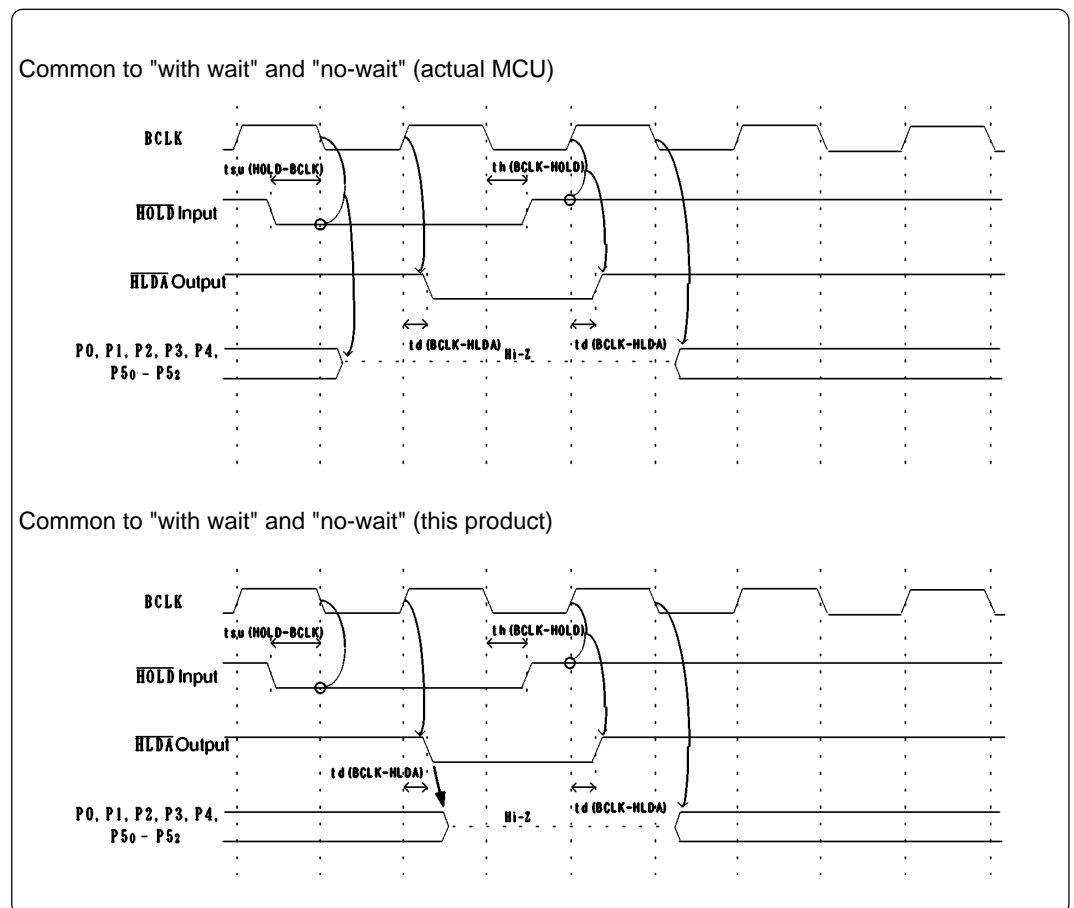 Common to "with wait" and "no-wait" (actual MCU)
BCLK
tsu (HOLD-BCLK)
th (BCLK-HOLD)
HOLD Input
HLDA Output
td (BCLK-HLDA)
Hi-Z
td (BCLK-HLDA)
P0, P1, P2, P3, P4,
P50 - P52
Common to "with wait" and "no-wait" (this product)
BCLK
tsu (HOLD-BCLK)
th (BCLK-HOLD)
HOLD Input
HLDA Output
td (BCLK-HLDA)
P0, P1, P2, P3, P4,
P50 - P52
Hi-Z
td (BCLK-HLDA)